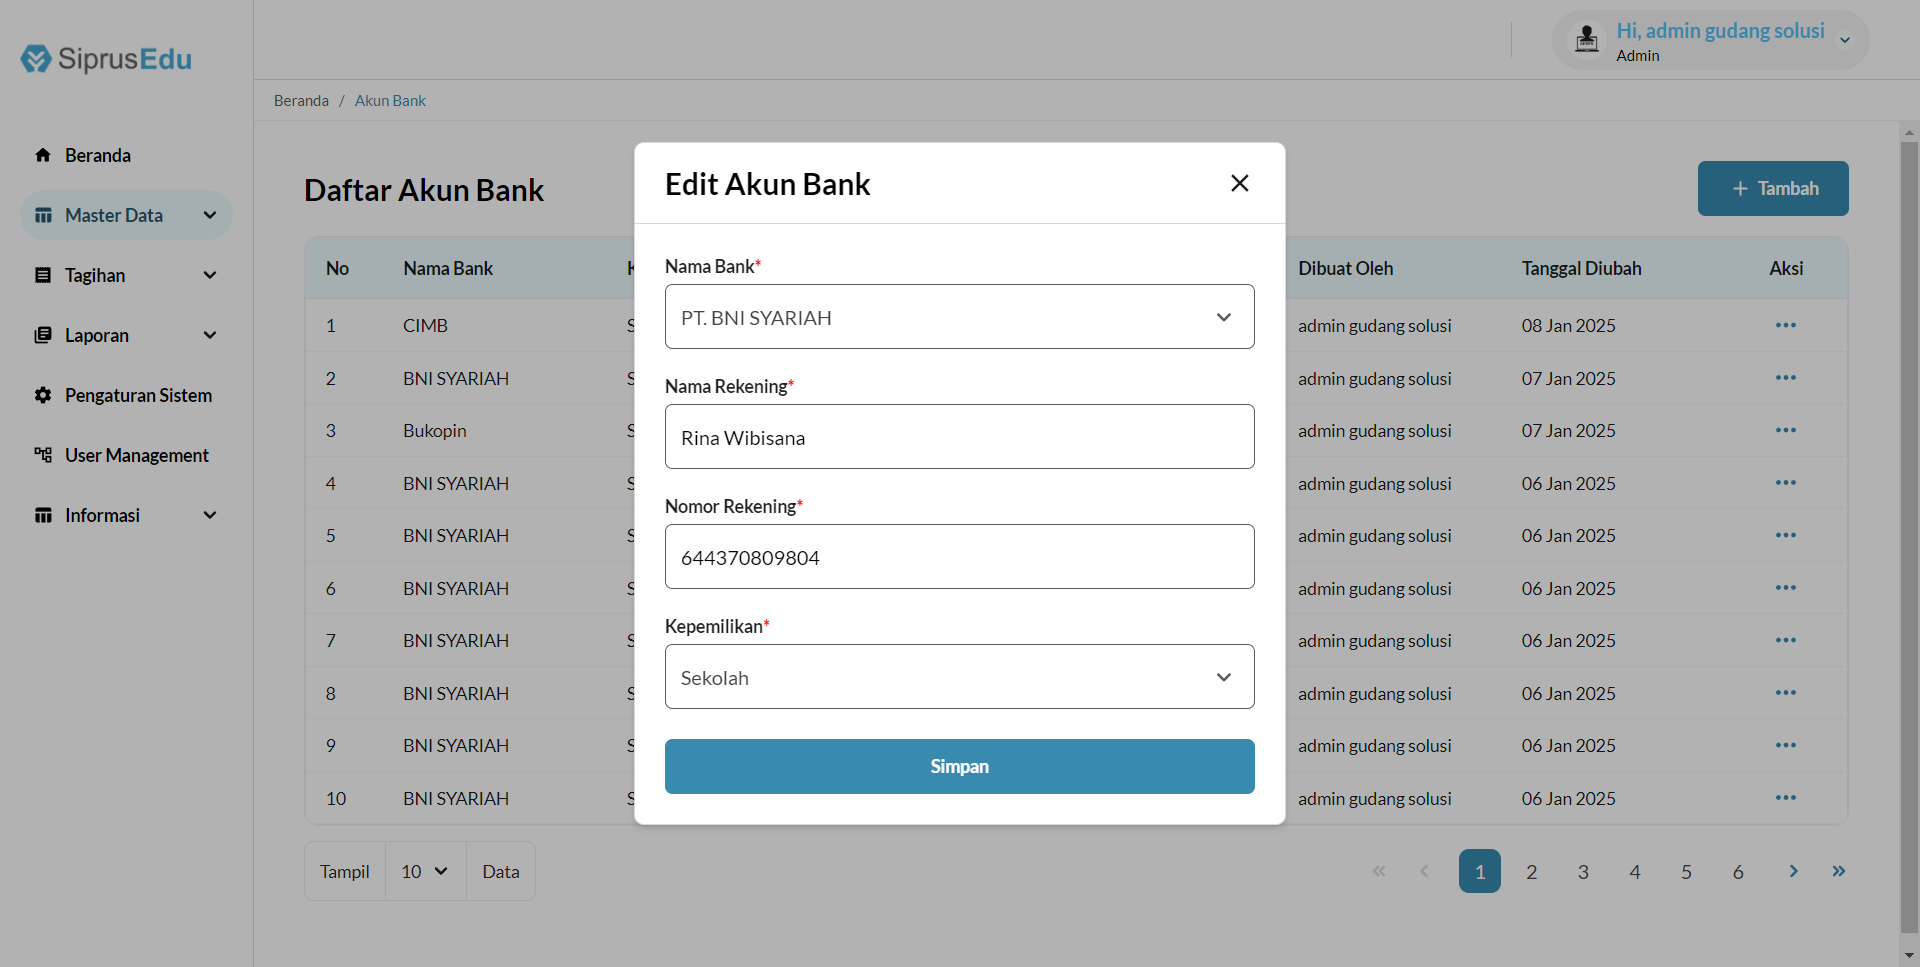 SiprusEdu
Hi, admin gudang solusi
Admin
Beranda / Akun Bank
Beranda
Master Data
Tagihan
Laporan
Pengaturan Sistem
User Management
Informasi
Daftar Akun Bank
+ Tambah
No Nama Bank Dibuat Oleh Tanggal Diubah Aksi
1 CIMB S admin gudang solusi 08 Jan 2025
2 BNI SYARIAH S admin gudang solusi 07 Jan 2025
3 Bukopin S admin gudang solusi 07 Jan 2025
4 BNI SYARIAH S admin gudang solusi 06 Jan 2025
5 BNI SYARIAH S admin gudang solusi 06 Jan 2025
6 BNI SYARIAH S admin gudang solusi 06 Jan 2025
7 BNI SYARIAH S admin gudang solusi 06 Jan 2025
8 BNI SYARIAH S admin gudang solusi 06 Jan 2025
9 BNI SYARIAH S admin gudang solusi 06 Jan 2025
10 BNI SYARIAH S admin gudang solusi 06 Jan 2025
Edit Akun Bank
Nama Bank*
PT. BNI SYARIAH
Nama Rekening*
Rina Wibisana
Nomor Rekening*
644370809804
Kepemilikan*
Sekolah
Simpan
Tampil 10 Data
« ‹ 1 2 3 4 5 6 › »